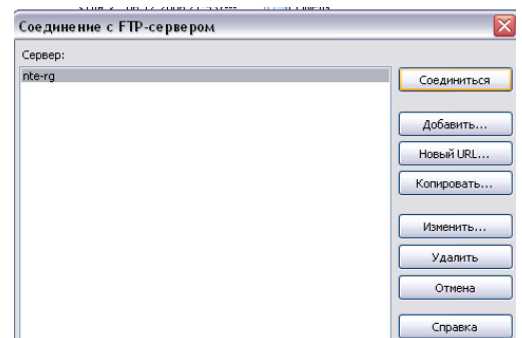 Соединение с FTP-сервером
Сервер:
nte-rg
Соединиться
Добавить...
Новый URL...
Копировать...
Изменить...
Удалить
Отмена
Справка